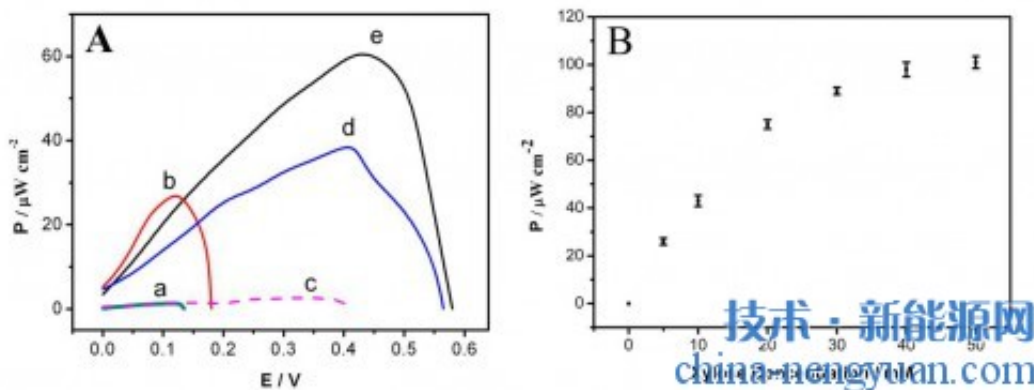 A
P / µW cm⁻²
60
40
20
0
a
b
c
d
e
0.0 0.1 0.2 0.3 0.4 0.5 0.6
E / V
B
P / µW cm⁻²
120
100
80
60
40
20
0
0 10 20 30 40 50
技术·新能源网
china-nengyuan.com